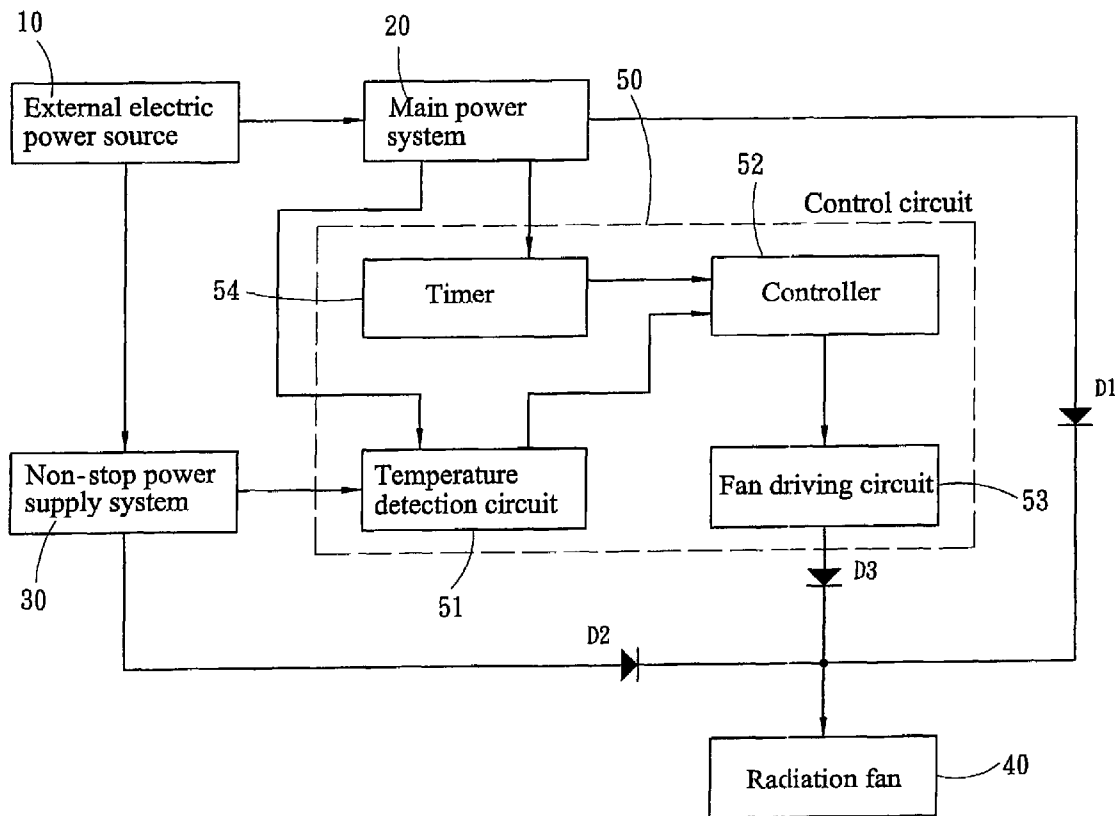 10
20
50
External electric
power source
Main power
system
52
Control circuit
54
Timer
Controller
D1
Non-stop power
supply system
Temperature
detection circuit
Fan driving circuit
53
30
51
D3
D2
Radiation fan
40